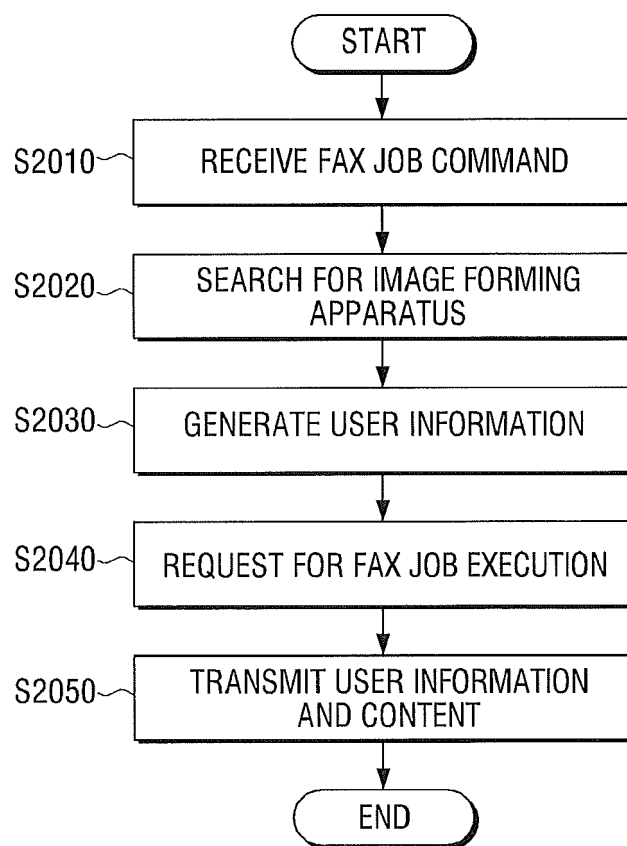 START
S2010
RECEIVE FAX JOB COMMAND
S2020
SEARCH FOR IMAGE FORMING
APPARATUS
S2030
GENERATE USER INFORMATION
S2040
REQUEST FOR FAX JOB EXECUTION
S2050
TRANSMIT USER INFORMATION
AND CONTENT
END